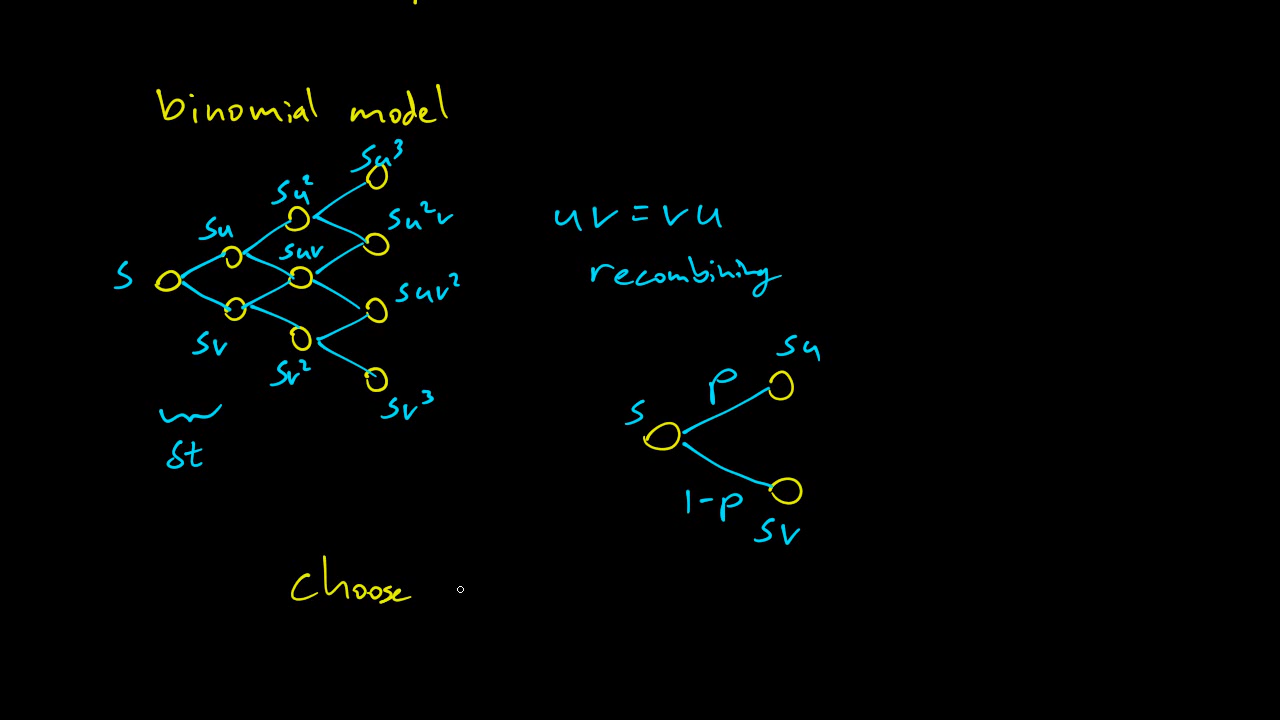 binomial model
Su³
Su²
Su
Su²v
S
suv
suv²
Sv
Sv²
Sv³
δt
uv = vu
recombining
S
p
Su
1-p
Sv
Choose